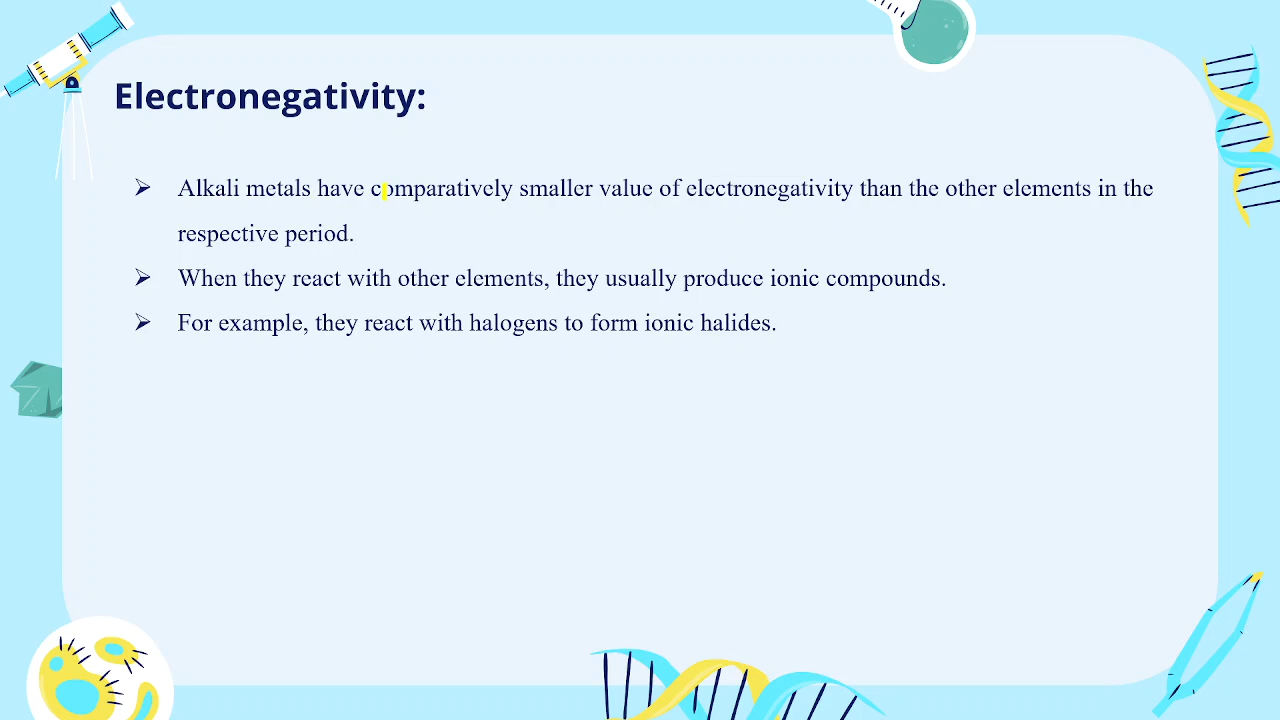 Electronegativity:
➢ Alkali metals have comparatively smaller value of electronegativity than the other elements in the
respective period.
➢ When they react with other elements, they usually produce ionic compounds.
➢ For example, they react with halogens to form ionic halides.